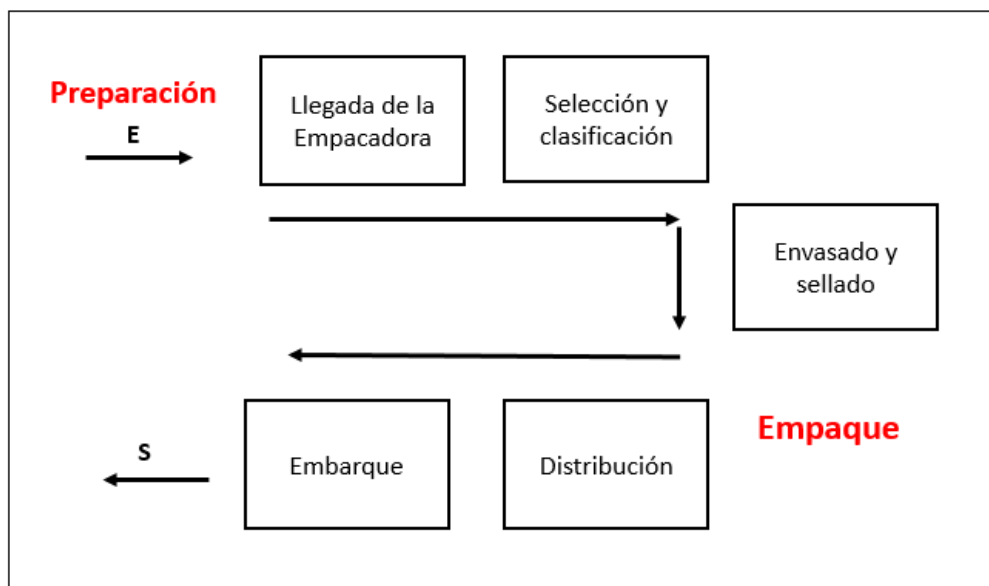 Preparación
E
Llegada de la
Empacadora
Selección y
clasificación
Envasado y
sellado
Empaque
Distribución
Embarque
S